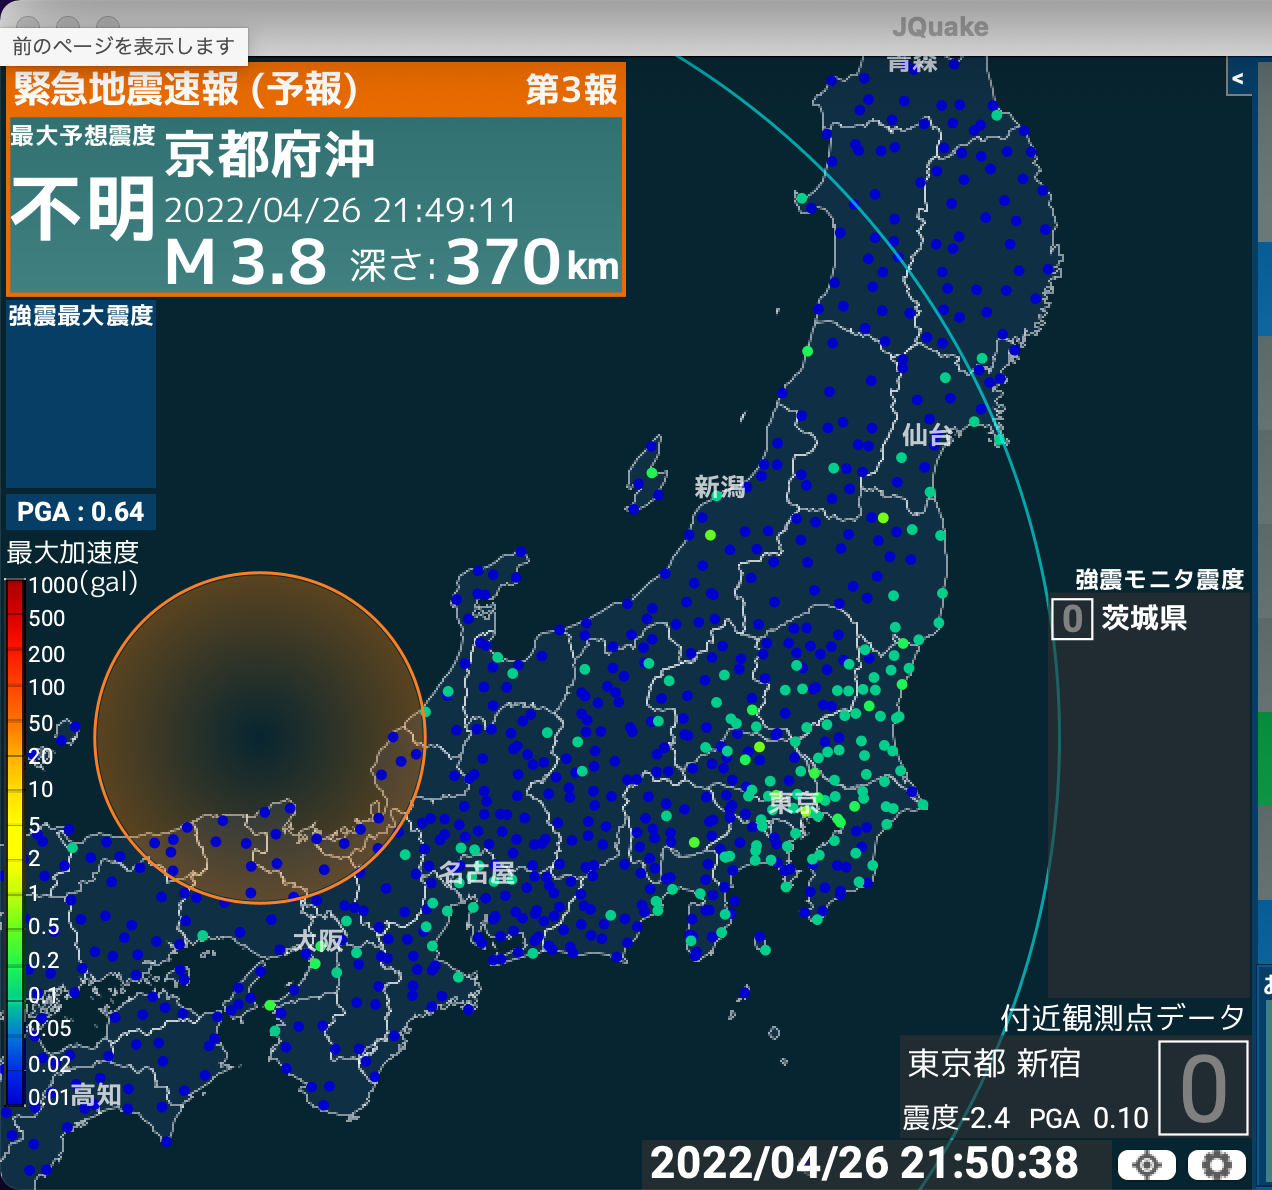 JQuake
前のページを表示します
緊急地震速報 (予報) 第3報
最大予想震度
不明
京都府沖
2022/04/26 21:49:11
M 3.8 深さ: 370 km
強震最大震度
PGA : 0.64
最大加速度
(gal)
1000
500
200
100
50
20
10
5
2
1
0.5
0.2
0.1
0.05
0.02
0.01
青森
仙台
新潟
東京
名古屋
大阪
高知
<
強震モニタ震度
0 茨城県
付近観測点データ
東京都 新宿
震度-2.4 PGA 0.10
0
2022/04/26 21:50:38